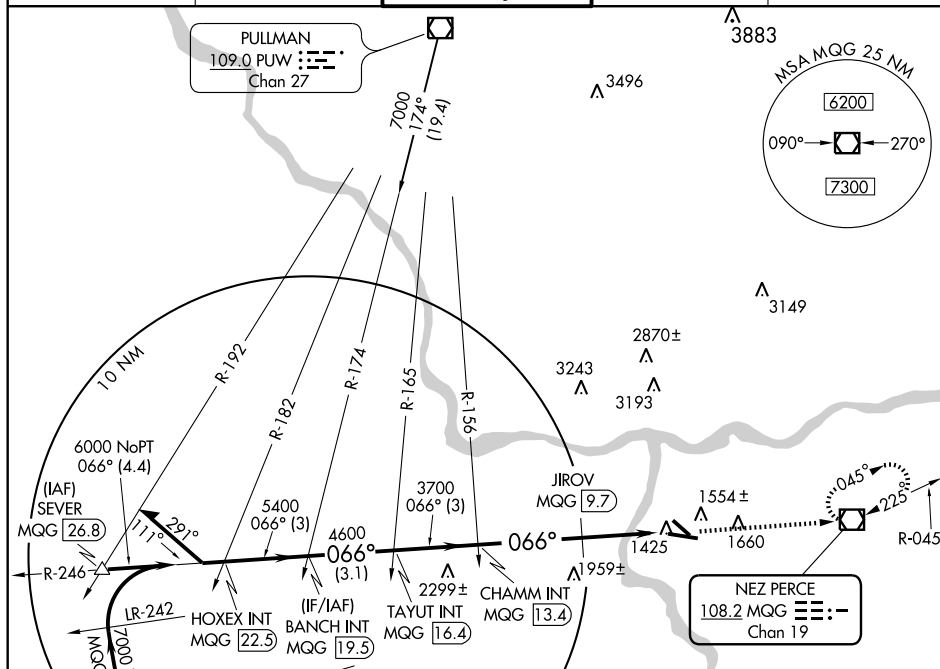 PULLMAN
109.0 PUW
Chan 27
3883
3496
MSA MQG 25 NM
6200
090°
270°
7300
7000
174°
(19.4)
3149
2870±
3243
3193
10 NM
R-192
R-182
R-174
R-165
R-156
6000 NoPT
066° (4.4)
(IAF)
SEVER
MQG 26.8
291°
111°
5400
066° (3)
4600
066°
(3.1)
3700
066° (3)
066°
JIROV
MQG 9.7
1554±
1425
1660
045°
225°
R-045
R-246
LR-242
HOXEX INT
MQG 22.5
(IF/IAF)
BANCH INT
MQG 19.5
TAYUT INT
MQG 16.4
2299±
CHAMM INT
MQG 13.4
1959±
NEZ PERCE
108.2 MQG
Chan 19
7000
MQG